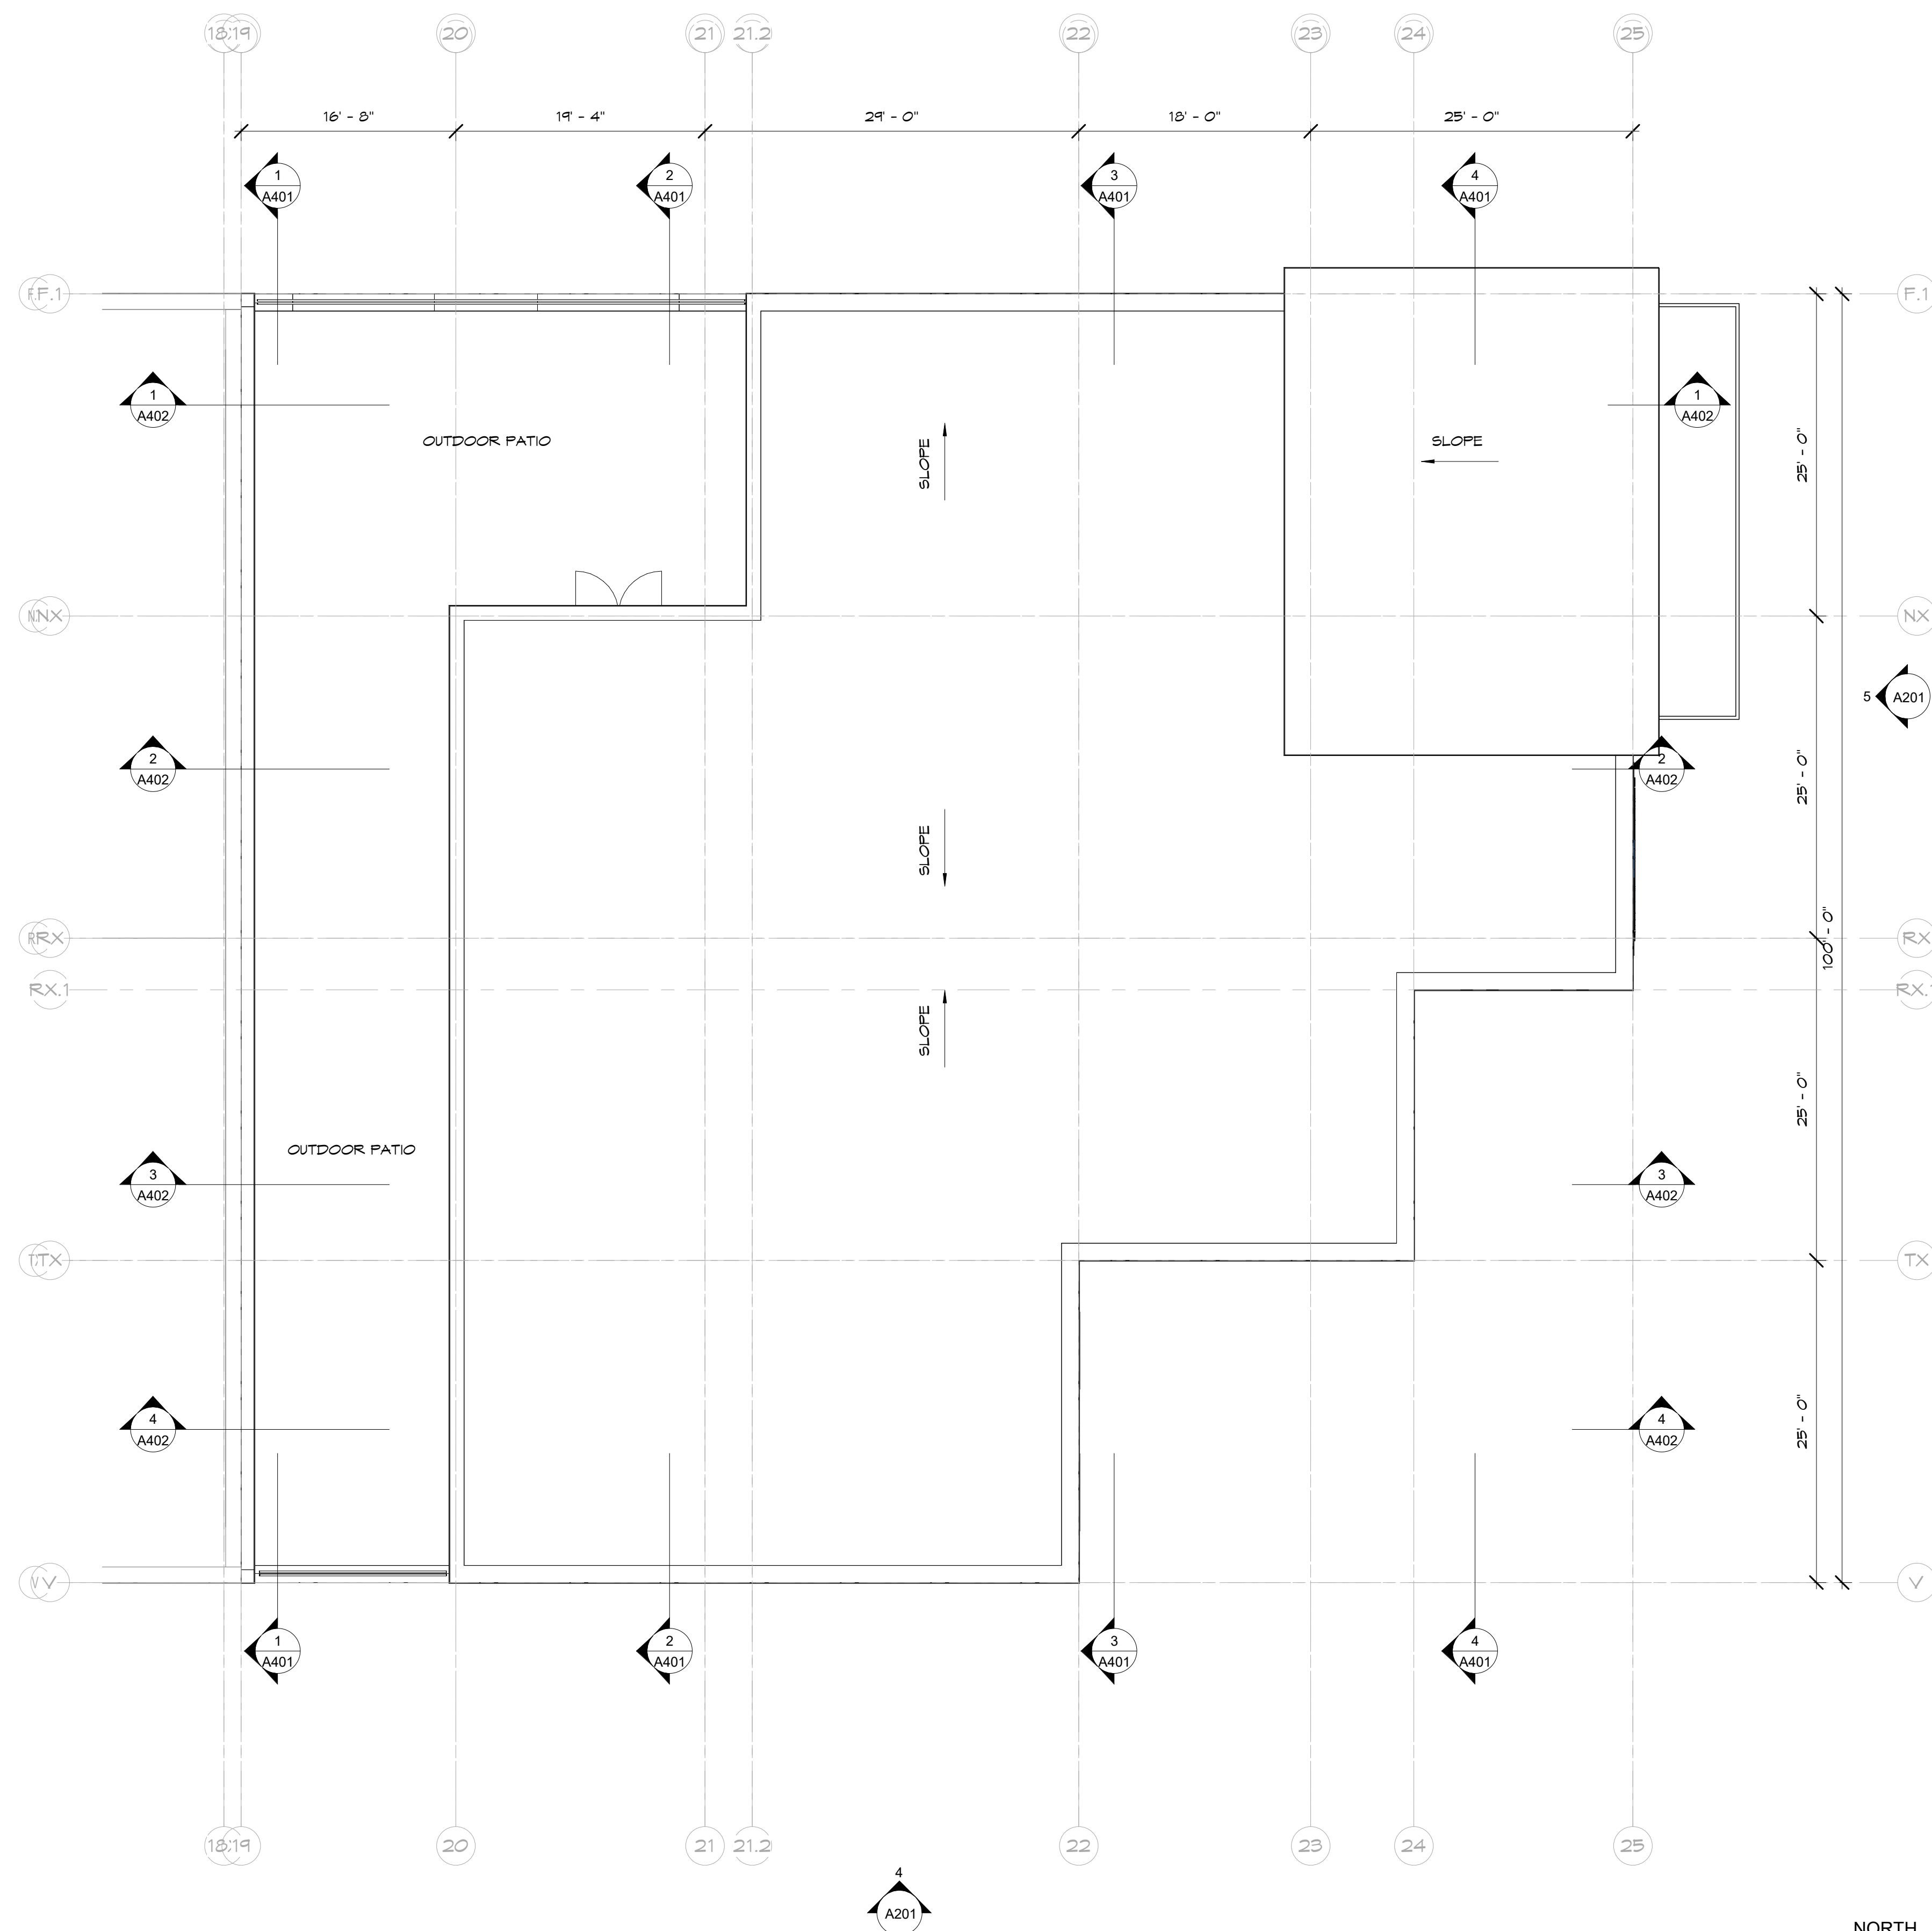 19 20 21 21.2 22 23 24 25
16' - 8" 19' - 4" 29' - 0" 18' - 0" 25' - 0"
1 2 3 4
A401 A401 A401 A401
F.1 F.1
1 1
A402 A402
OUTDOOR PATIO
SLOPE
SLOPE
25' - 0"
NX NX
5 A201
2 2
A402 A402
25' - 0"
SLOPE
RX RX
100' - 0"
RX.1
SLOPE
25' - 0"
OUTDOOR PATIO
3 3
A402 A402
TX TX
4 4
A402 A402
25' - 0"
V V
1 2 3 4
A401 A401 A401 A401
19 20 21 21.2 22 23 24 25
4
A201
NORTH